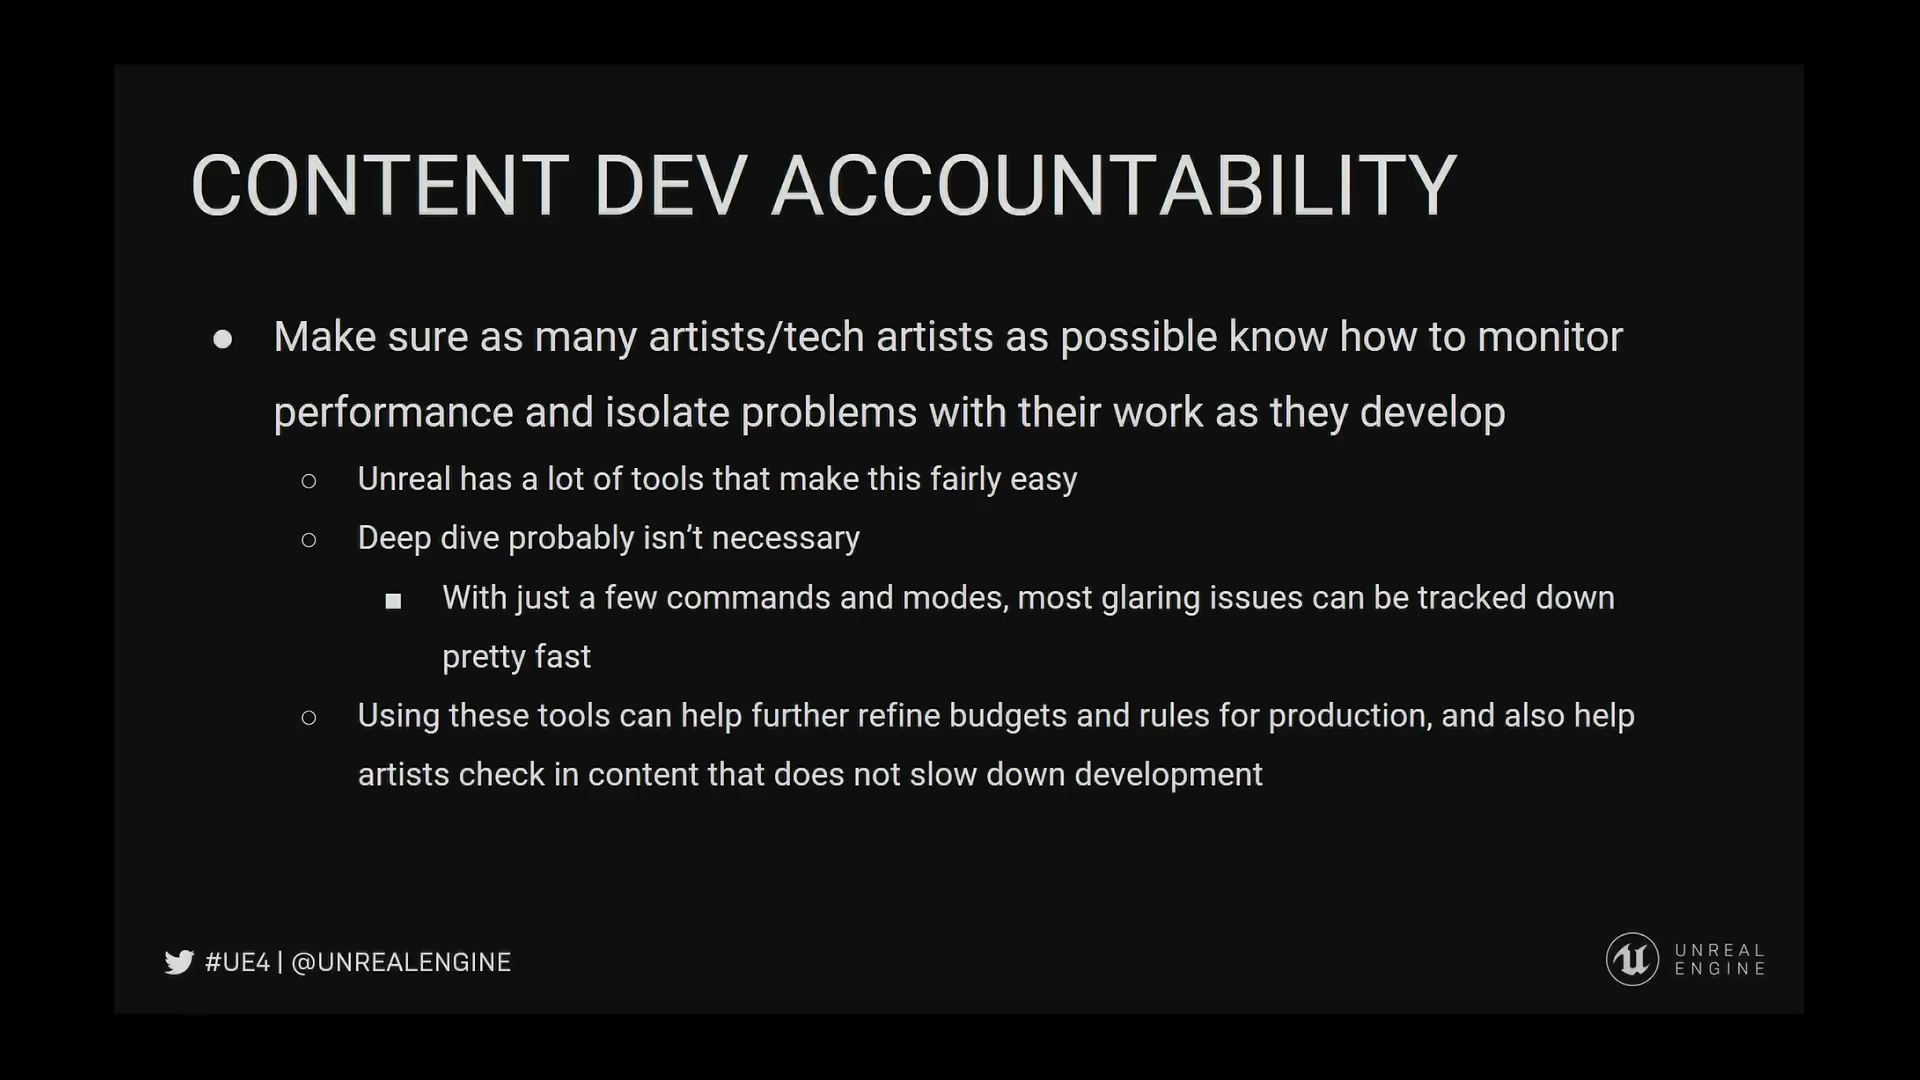 CONTENT DEV ACCOUNTABILITY
● Make sure as many artists/tech artists as possible know how to monitor
performance and isolate problems with their work as they develop
○ Unreal has a lot of tools that make this fairly easy
○ Deep dive probably isn’t necessary
■ With just a few commands and modes, most glaring issues can be tracked down
pretty fast
○ Using these tools can help further refine budgets and rules for production, and also help
artists check in content that does not slow down development
#UE4 | @UNREALENGINE
UNREAL
ENGINE